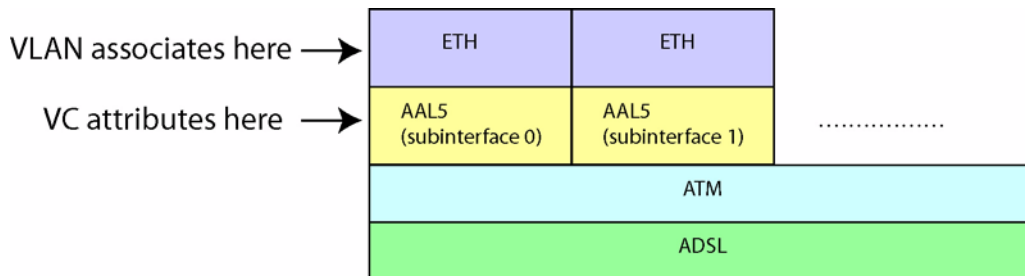 VLAN associates here
ETH
ETH
VC attributes here
AAL5
(subinterface 0)
AAL5
(subinterface 1)
.................
ATM
ADSL